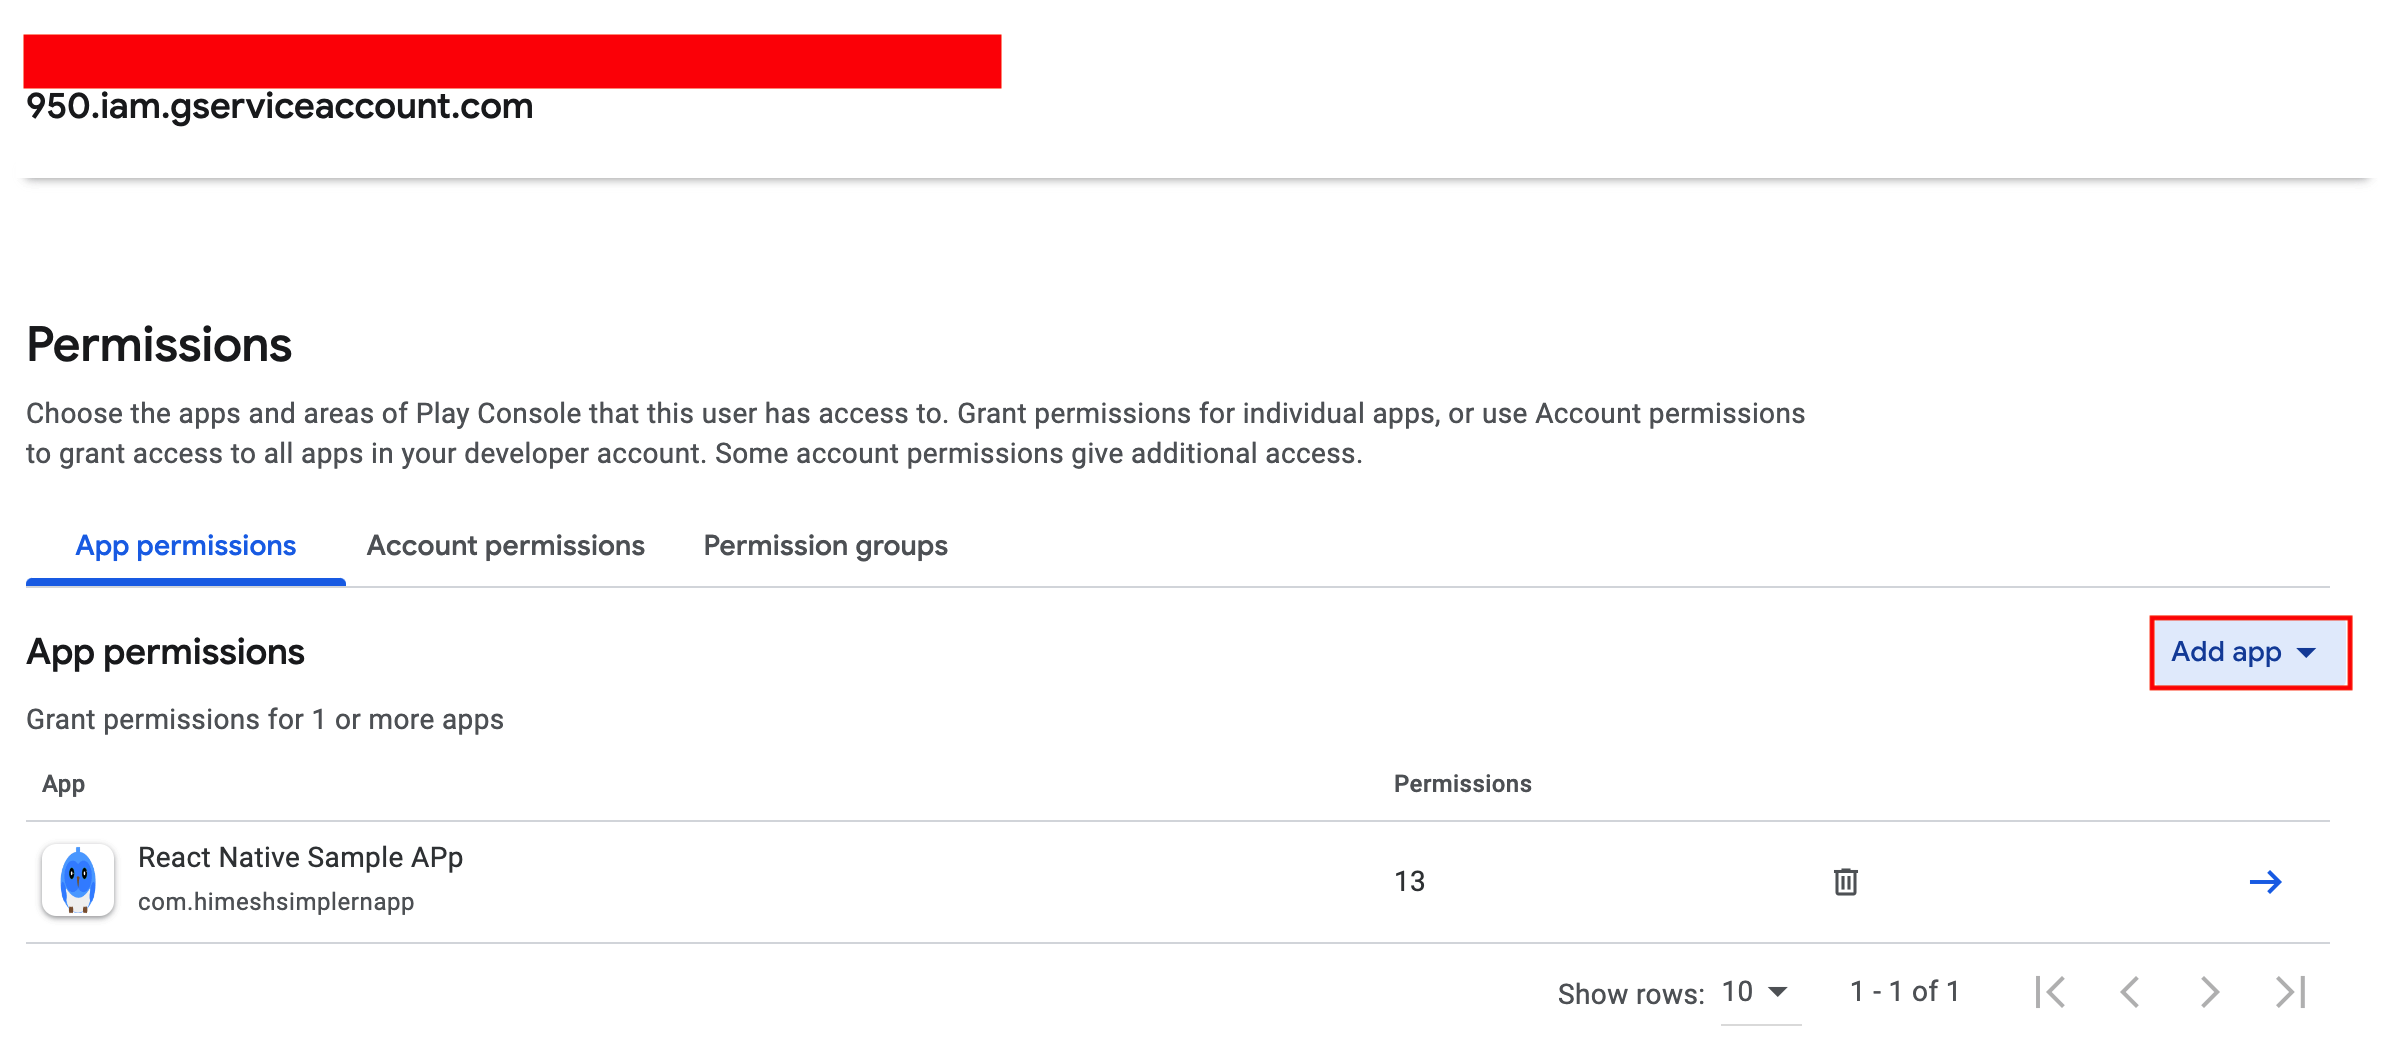 950.iam.gserviceaccount.com
Permissions
Choose the apps and areas of Play Console that this user has access to. Grant permissions for individual apps, or use Account permissions
to grant access to all apps in your developer account. Some account permissions give additional access.
App permissions Account permissions Permission groups
App permissions Add app
Grant permissions for 1 or more apps
App Permissions
React Native Sample APp
com.himeshsimplernapp
13
Show rows: 10 1 - 1 of 1